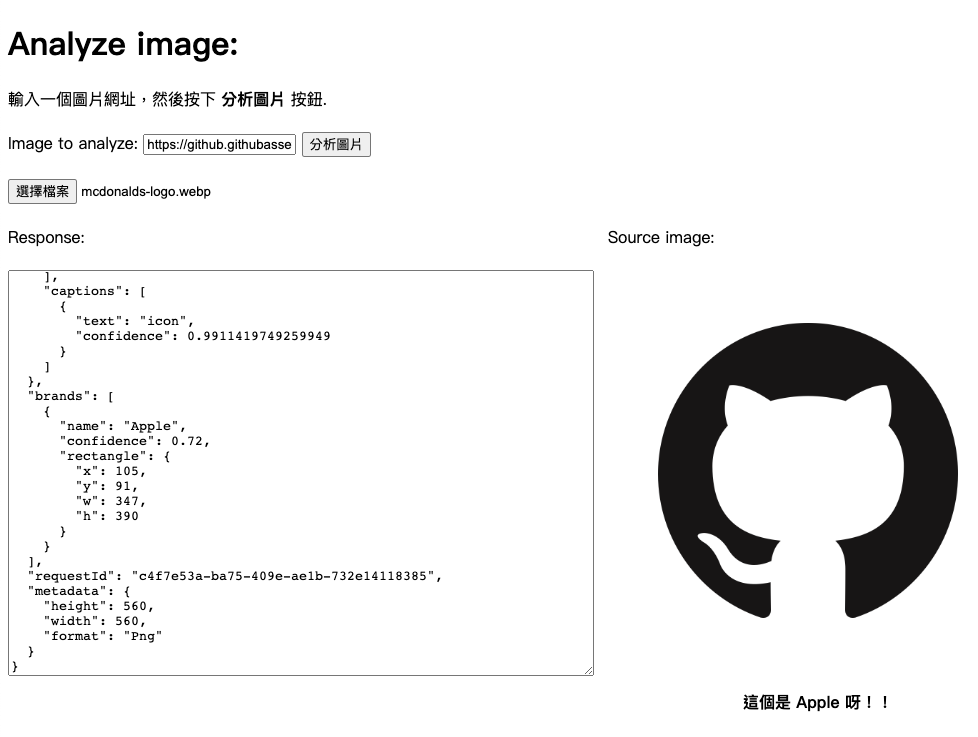 Analyze image:
輸入一個圖片網址，然後按下 分析圖片 按鈕.
Image to analyze: https://github.githubasse 分析圖片
選擇檔案 mcdonalds-logo.webp
Response:
Source image:
],
"captions": [
{
"text": "icon",
"confidence": 0.9911419749259949
}
]
},
"brands": [
{
"name": "Apple",
"confidence": 0.72,
"rectangle": {
"x": 105,
"y": 91,
"w": 347,
"h": 390
}
}
],
"requestId": "c4f7e53a-ba75-409e-ae1b-732e14118385",
"metadata": {
"height": 560,
"width": 560,
"format": "Png"
}
}
這個是 Apple 呀！！